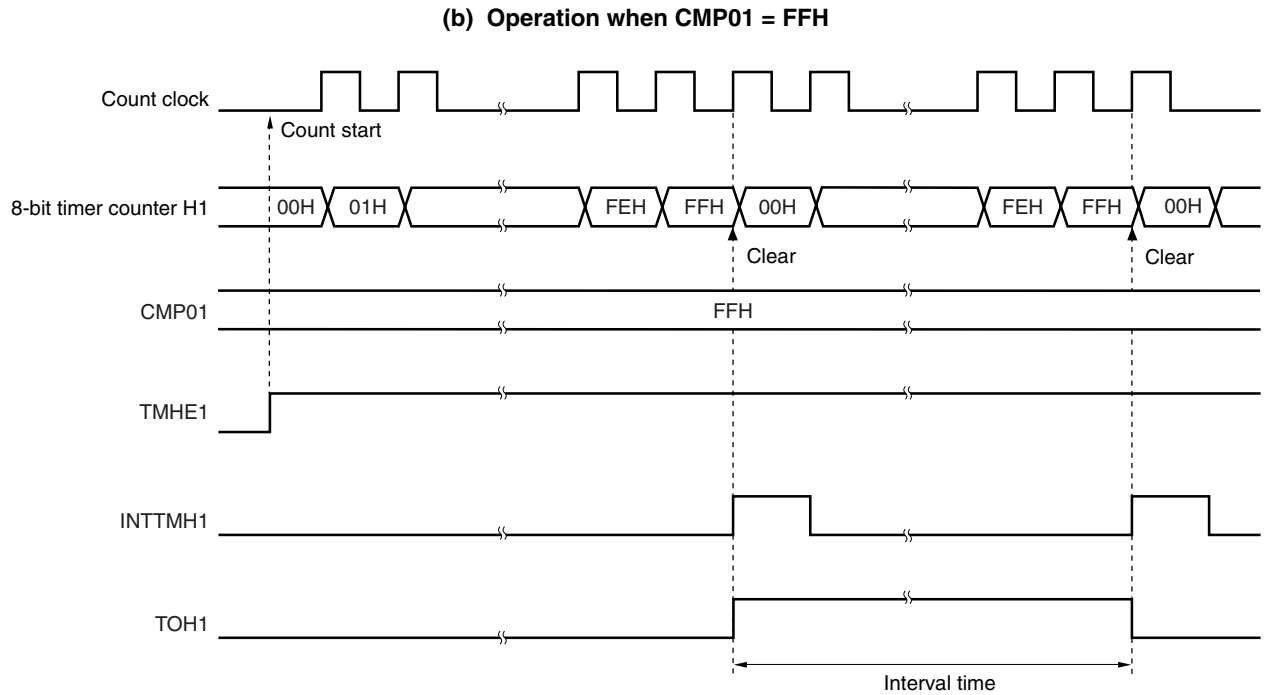 (b) Operation when CMP01 = FFH
Count clock
Count start
8-bit timer counter H1
00H 01H FEH FFH 00H FEH FFH 00H
Clear Clear
CMP01 FFH
TMHE1
INTTMH1
TOH1
Interval time